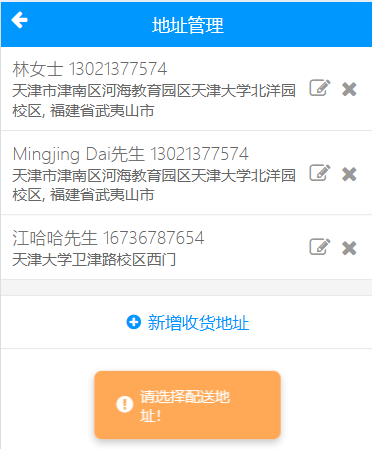 地址管理
林女士 13021377574
天津市津南区河海教育园区天津大学北洋园
校区, 福建省武夷山市
Mingjing Dai先生 13021377574
天津市津南区河海教育园区天津大学北洋园
校区, 福建省武夷山市
江哈哈先生 16736787654
天津大学卫津路校区西门
新增收货地址
请选择配送地
址！